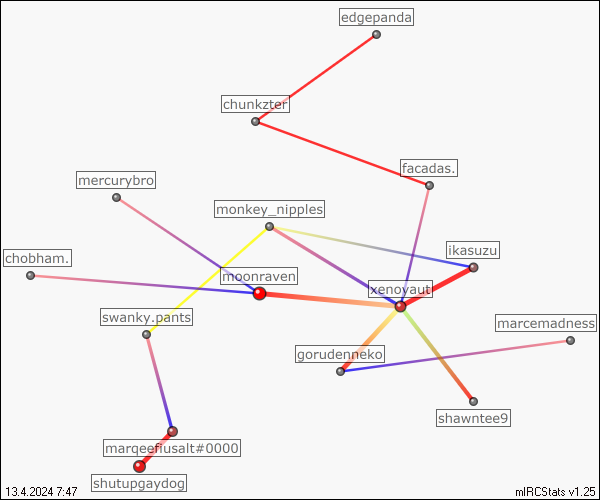 edgepanda
chunkzter
facadas.
mercurybro
monkey_nipples
ikasuzu
chobham.
moonraven
xenovaut
swanky.pants
marcemadness
gorudenneko
shawntee9
marqeefiusalt#0000
shutupgaydog
13.4.2024 7:47
mIRCStats v1.25